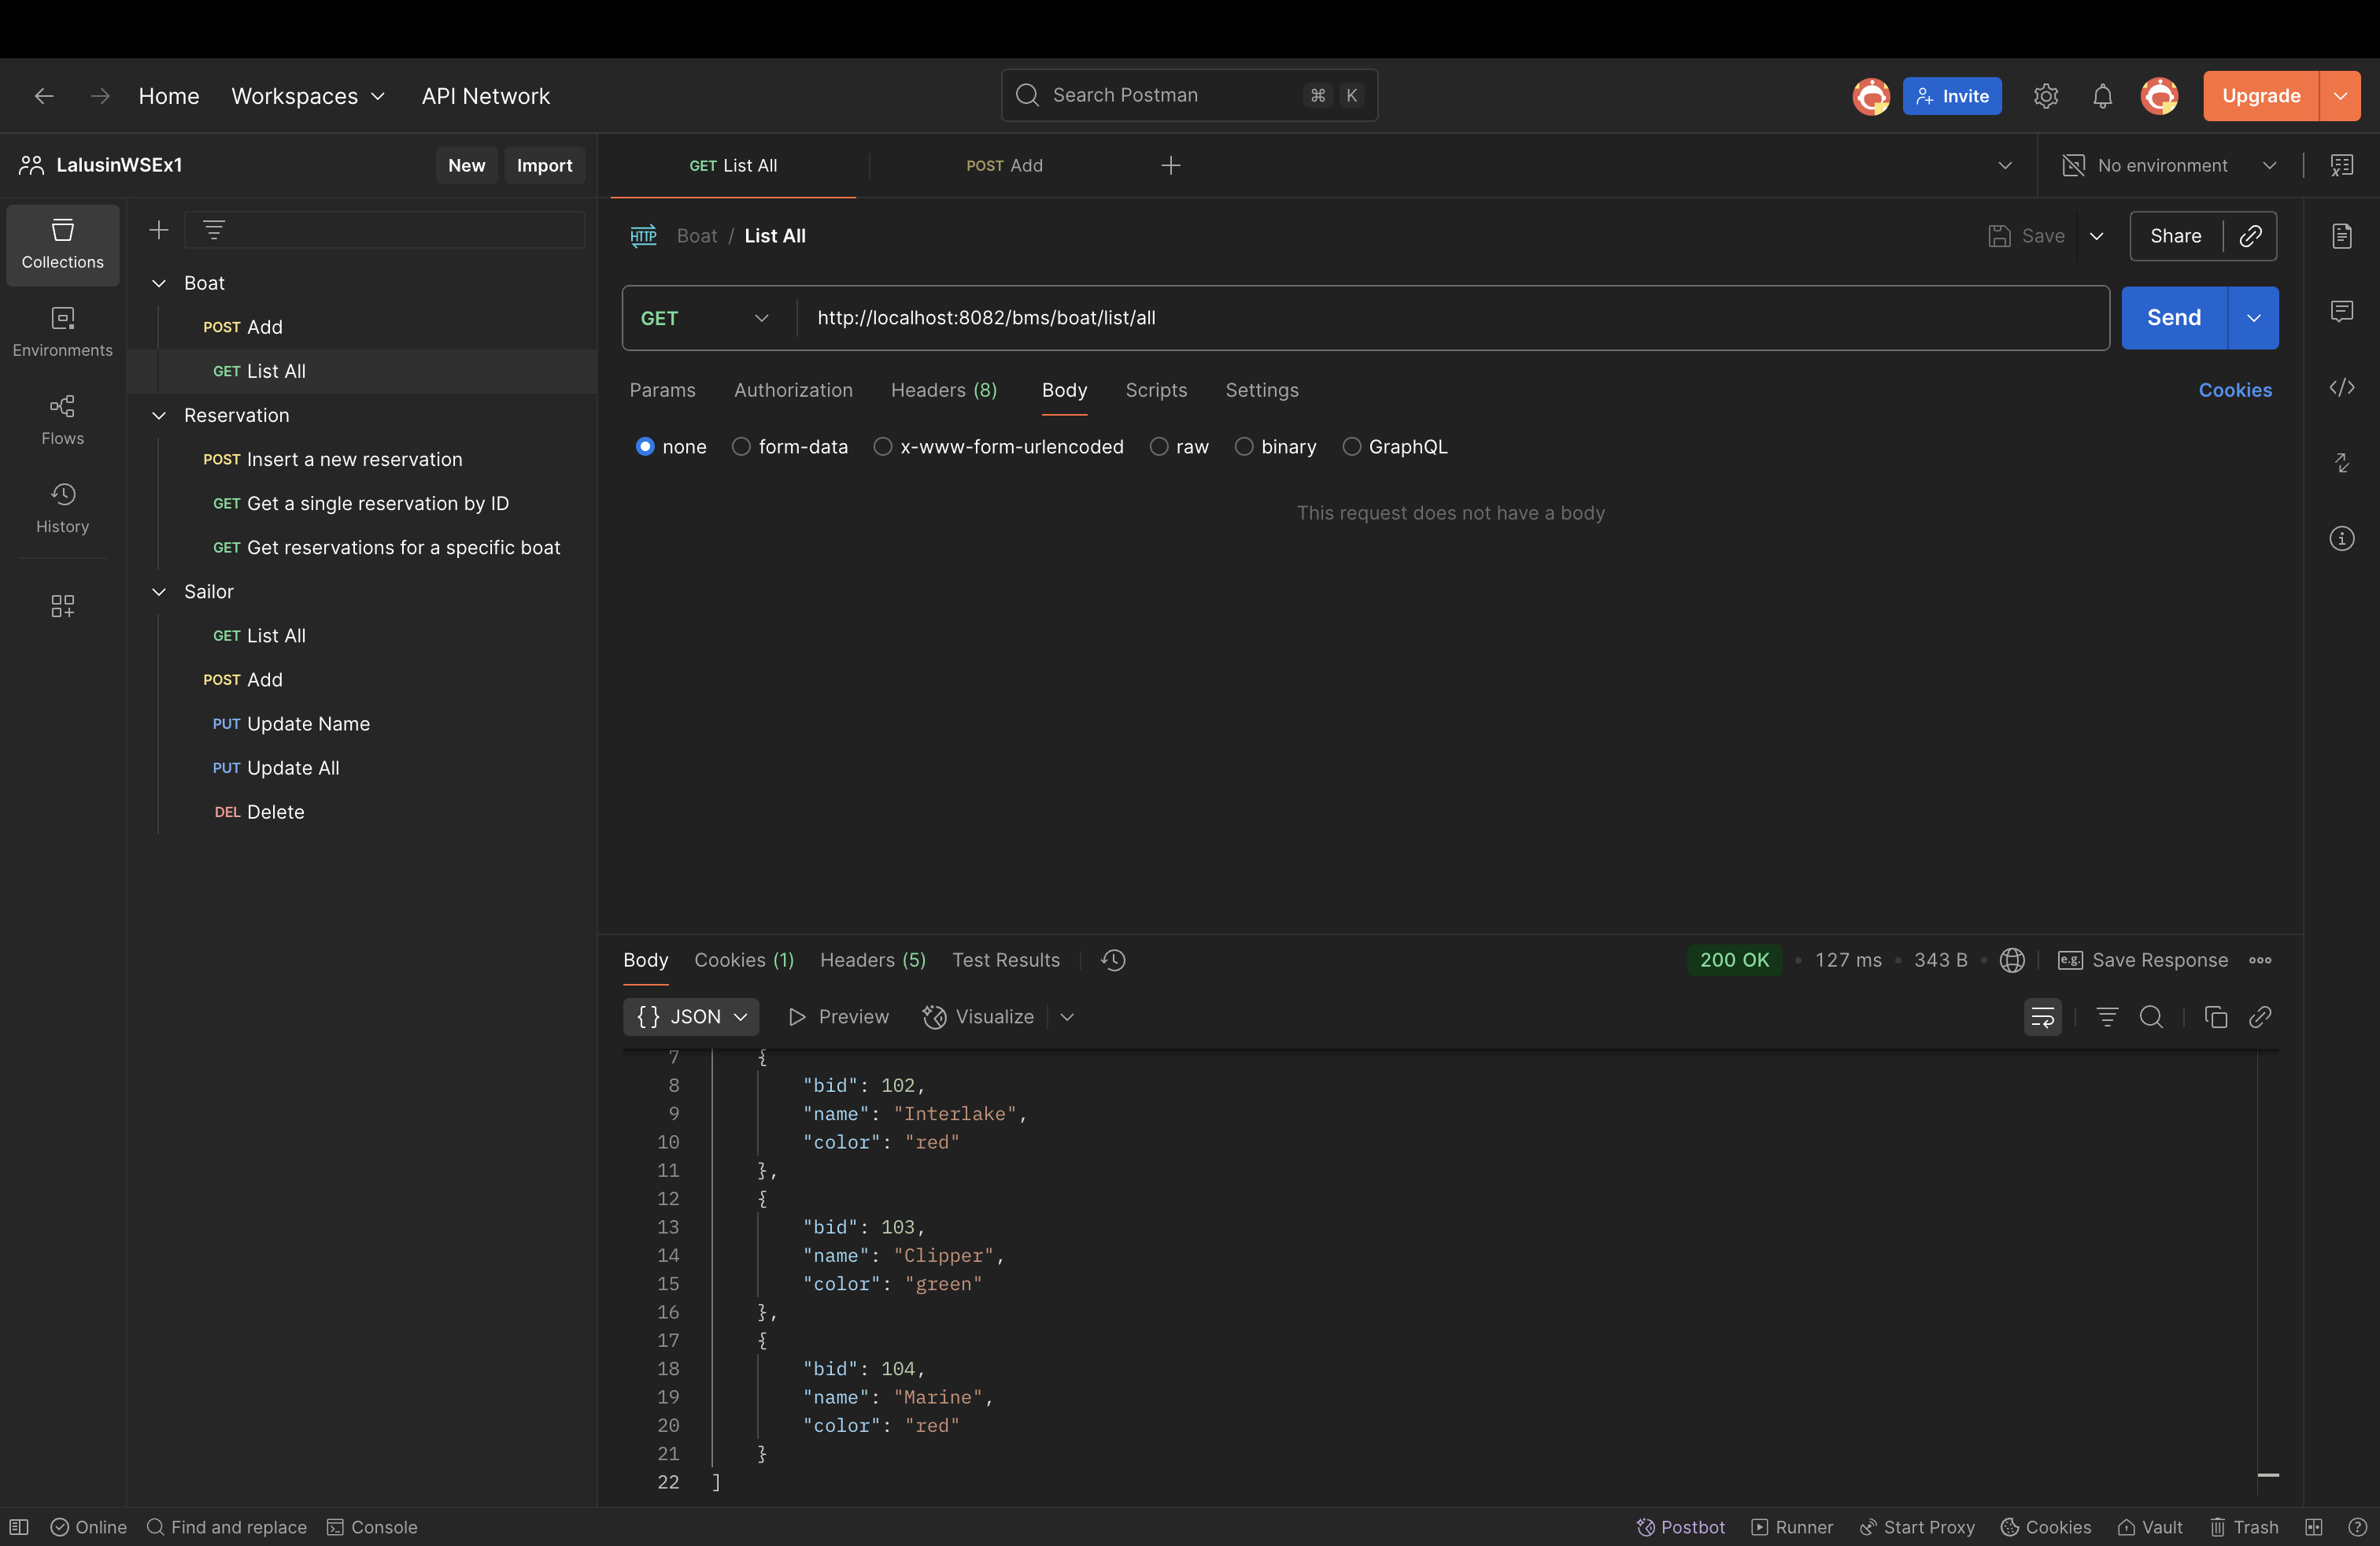 Home Workspaces API Network Search Postman ⌘ K Invite Upgrade
LalusinWSEx1 New Import
GET List All POST Add No environment
Collections
Environments
Flows
History
Boat
POST Add
GET List All
Reservation
POST Insert a new reservation
GET Get a single reservation by ID
GET Get reservations for a specific boat
Sailor
GET List All
POST Add
PUT Update Name
PUT Update All
DEL Delete
HTTP Boat / List All Save Share
GET http://localhost:8082/bms/boat/list/all Send
Params Authorization Headers (8) Body Scripts Settings Cookies
none form-data x-www-form-urlencoded raw binary GraphQL
This request does not have a body
Body Cookies (1) Headers (5) Test Results 200 OK • 127 ms • 343 B • e.g. Save Response
{} JSON Preview Visualize
7 {
8 "bid": 102,
9 "name": "Interlake",
10 "color": "red"
11 },
12 {
13 "bid": 103,
14 "name": "Clipper",
15 "color": "green"
16 },
17 {
18 "bid": 104,
19 "name": "Marine",
20 "color": "red"
21 }
22 ]
Online Find and replace Console Postbot Runner Start Proxy Cookies Vault Trash